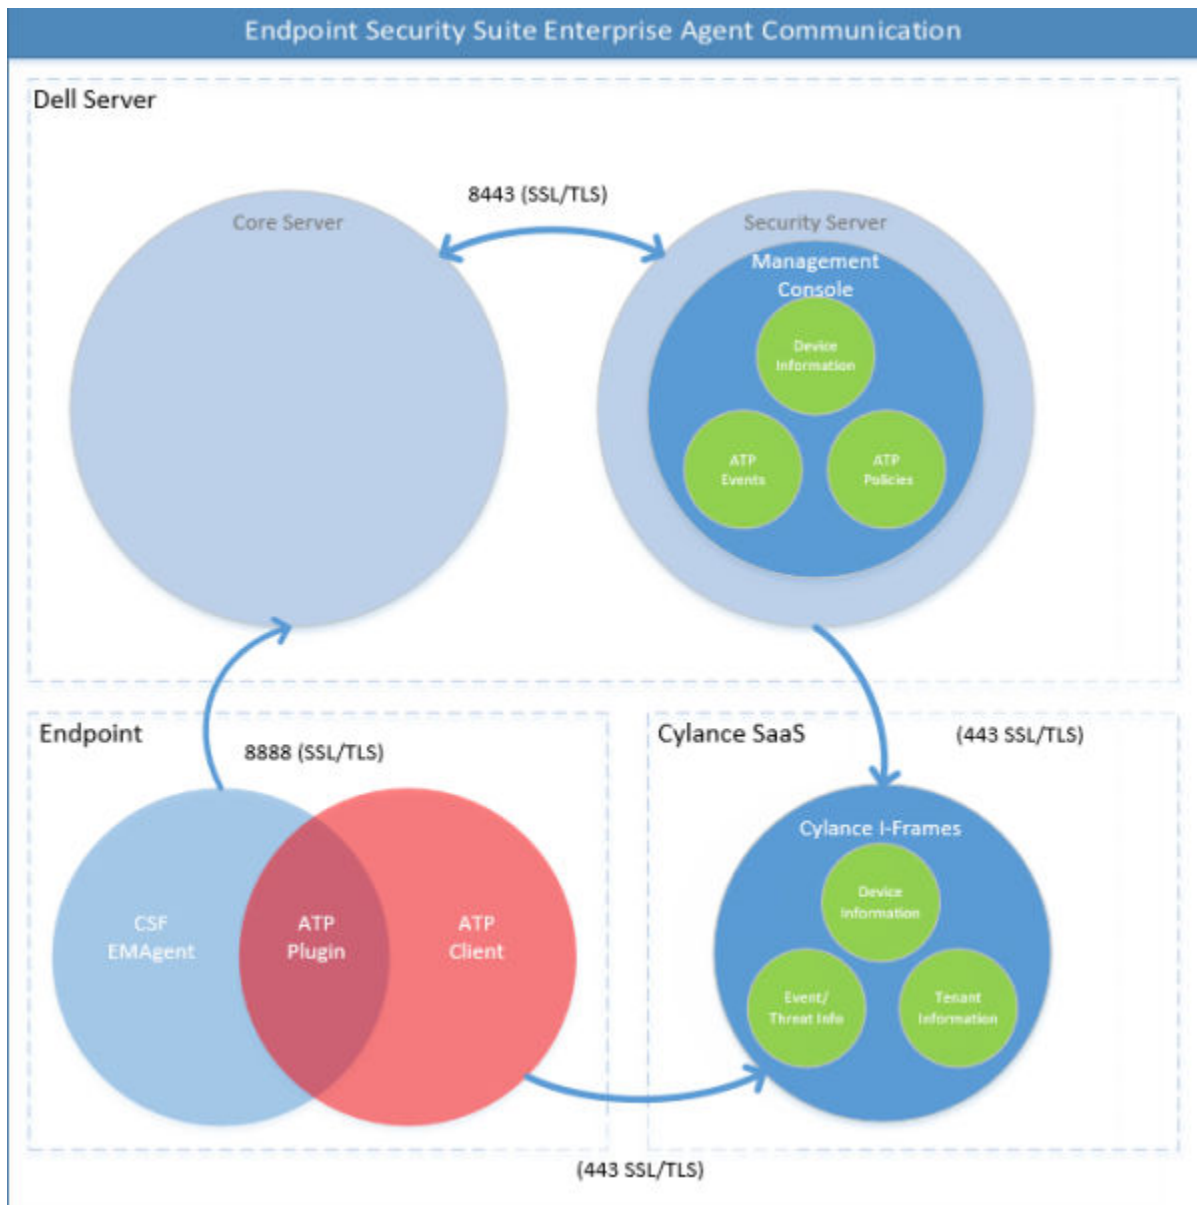 Endpoint Security Suite Enterprise Agent Communication
Dell Server
8443 (SSL/TLS)
Core Server
Security Server
Management
Console
Device
Information
ATP
Events
ATP
Policies
Endpoint
8888 (SSL/TLS)
CSF
EMAgent
ATP
Plugin
ATP
Client
Cylance SaaS
(443 SSL/TLS)
Cylance I-Frames
Device
Information
Event/
Threat Info
Tenant
Information
(443 SSL/TLS)